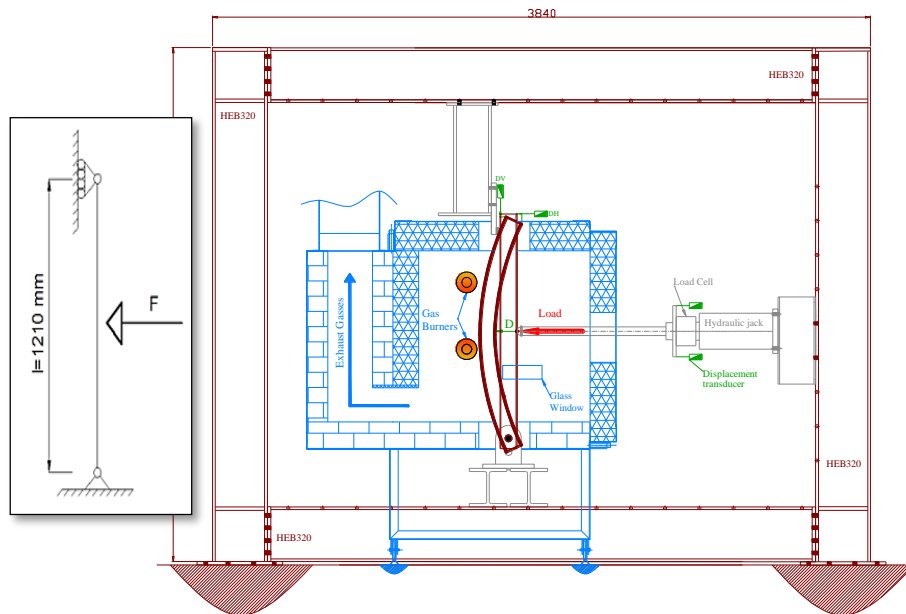 3840
HEB320
HEB320
l=1210 mm
F
DV
DH
Exhaust Gasses
Gas
Burners
D
Load
Load Cell
Hydraulic jack
Displacement
transducer
Glass
Window
HEB320
HEB320